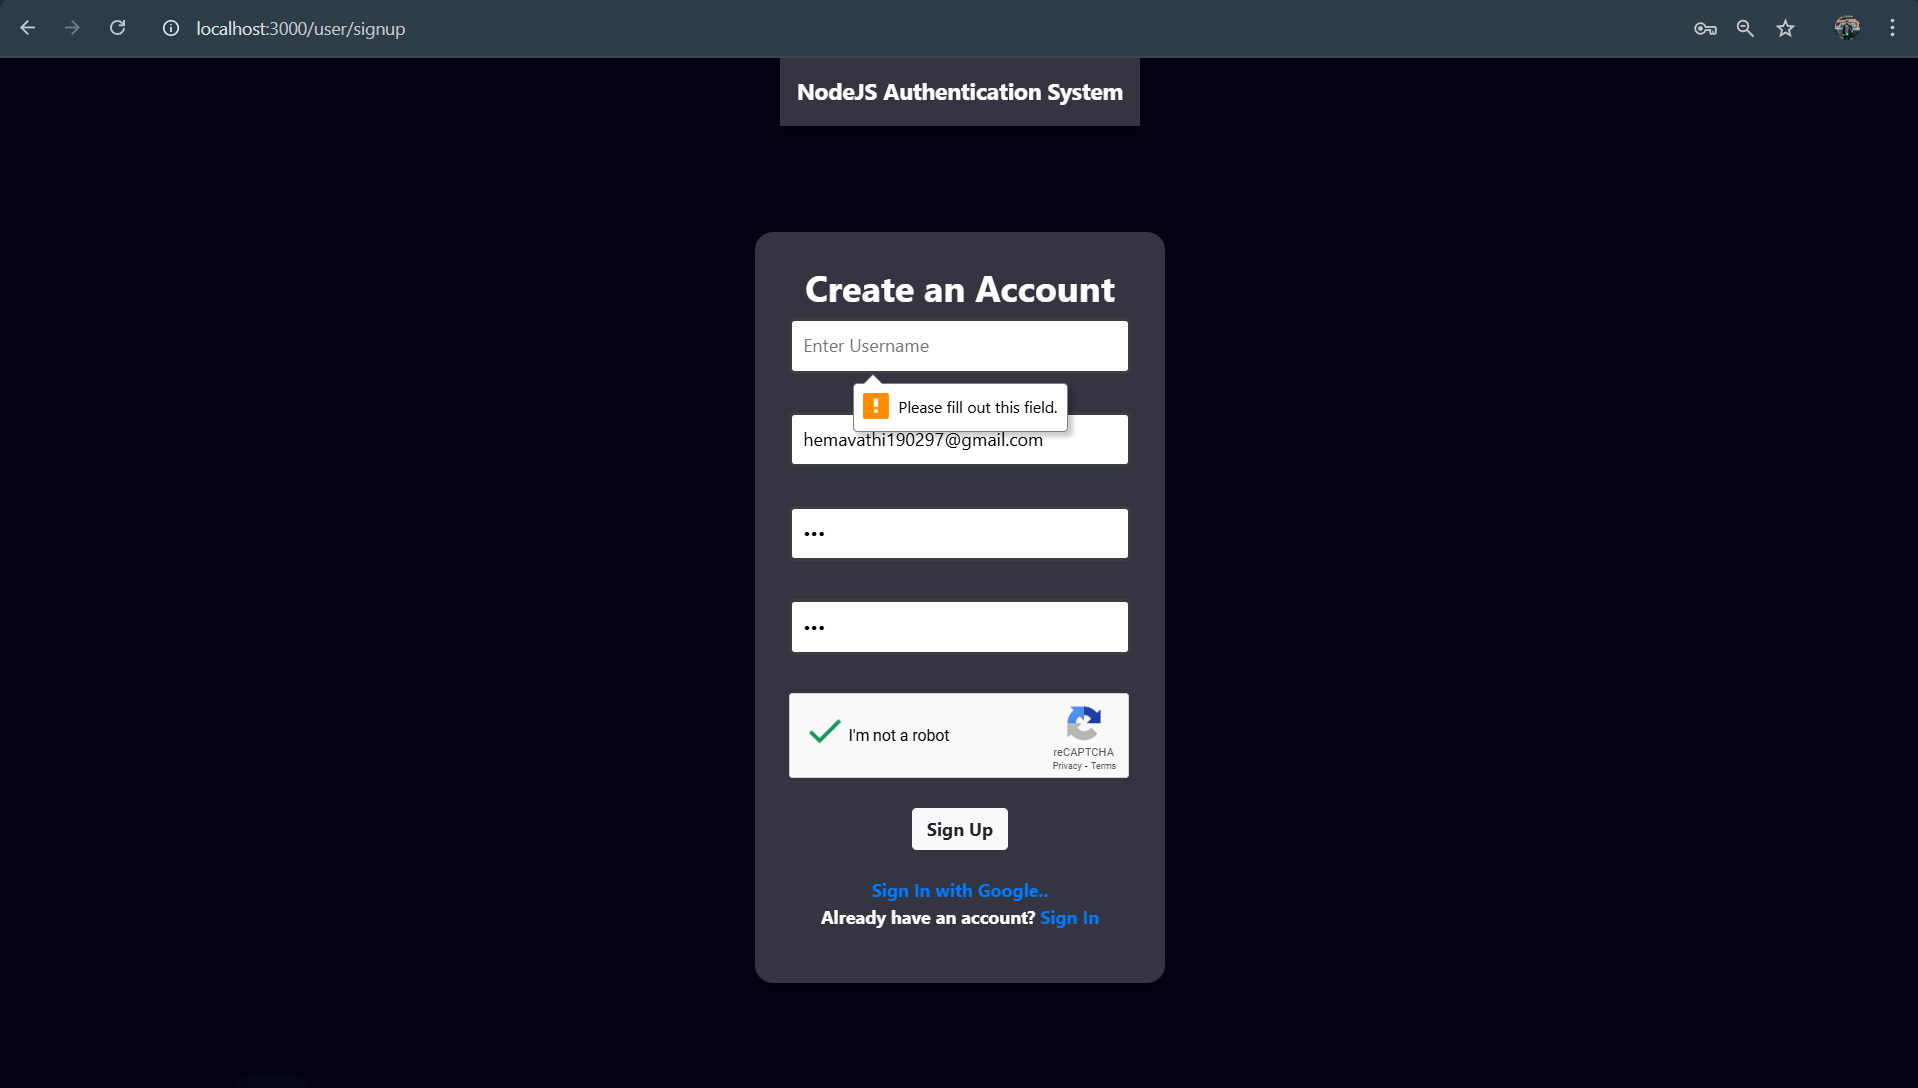 localhost:3000/user/signup
NodeJS Authentication System
Create an Account
Enter Username
Please fill out this field.
hemavathi190297@gmail.com
•••
•••
I'm not a robot
reCAPTCHA
Privacy - Terms
Sign Up
Sign In with Google..
Already have an account? Sign In